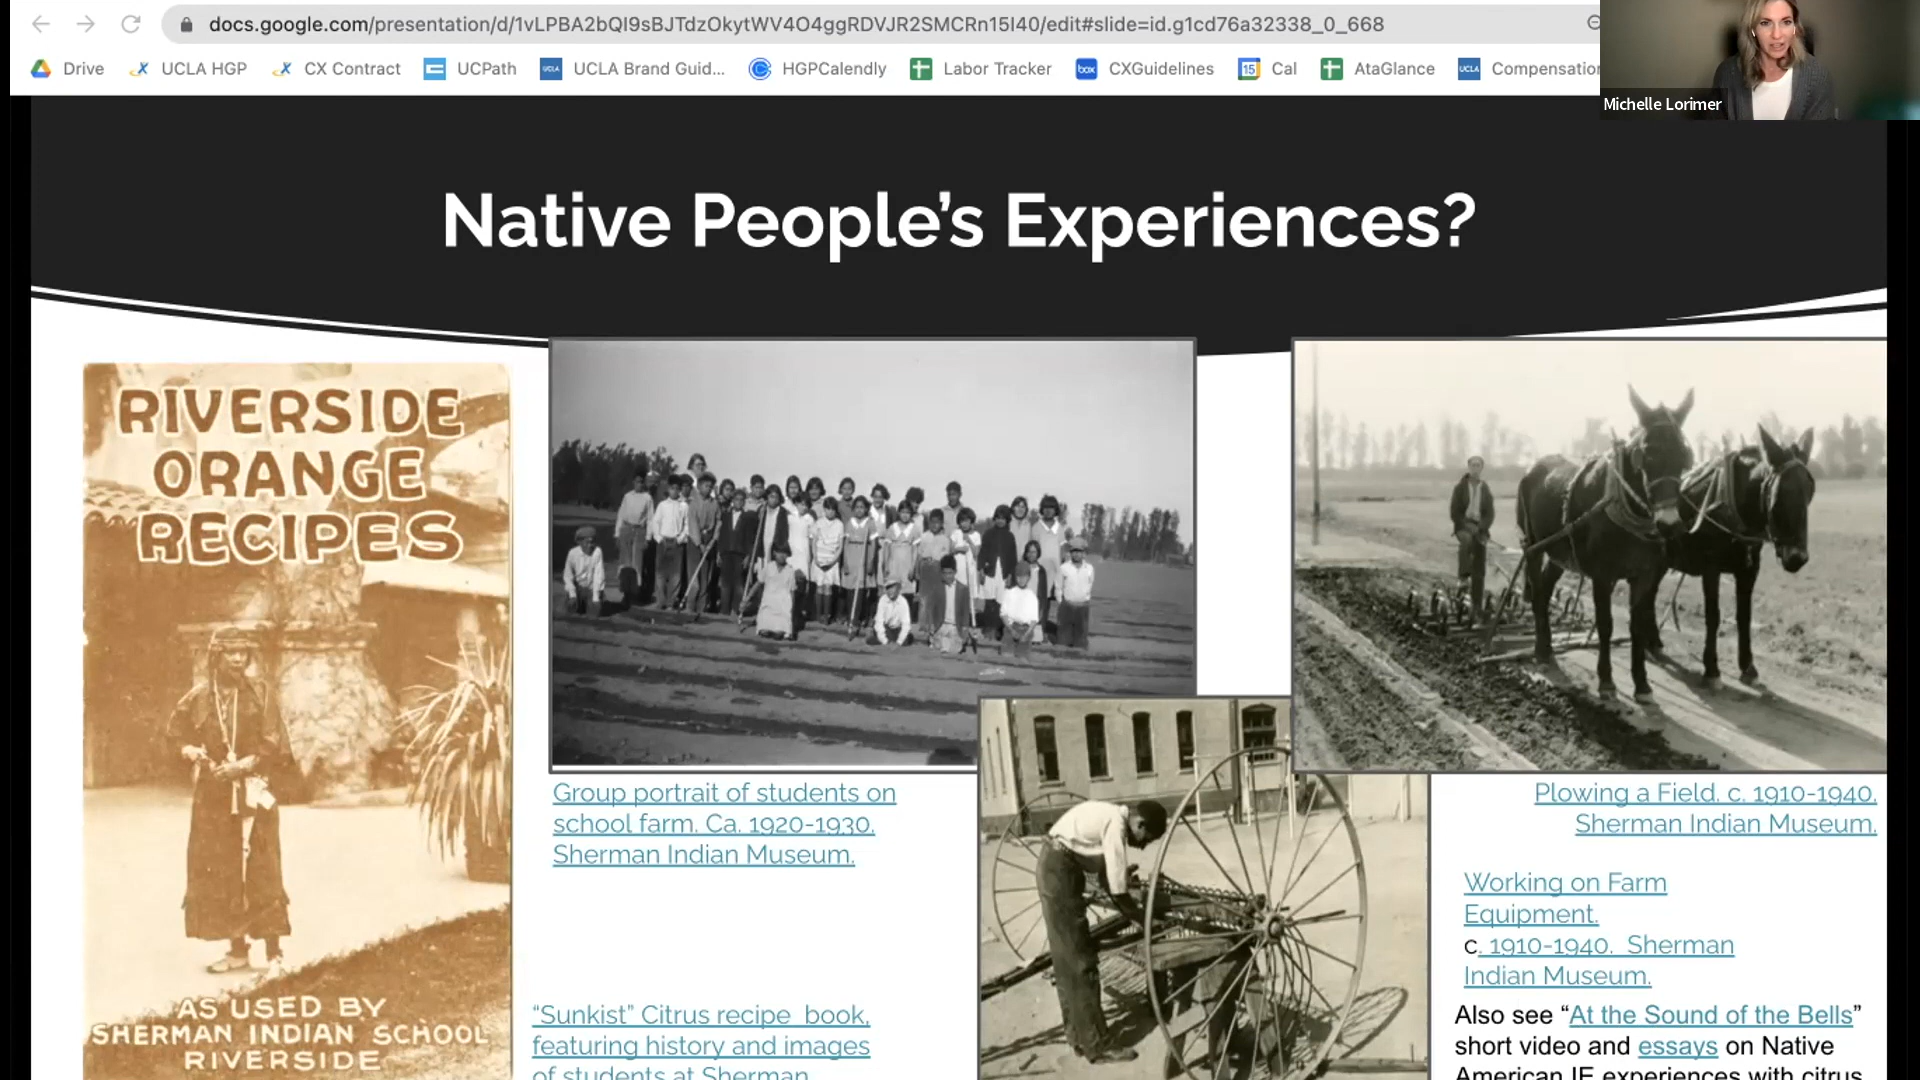 docs.google.com/presentation/d/1vLPBA2bQI9sBJTdzOkytWV4O4ggRDVJR2SMCRn15I40/edit#slide=id.g1cd76a32338_0_668
Drive UCLA HGP CX Contract UCPath UCLA UCLA Brand Guid... HGPCalendly Labor Tracker box CXGuidelines 15 Cal AtaGlance UCLA Compensation
Michelle Lorimer
Native People’s Experiences?
RIVERSIDE
ORANGE
RECIPES
AS USED BY
SHERMAN INDIAN SCHOOL
RIVERSIDE
Group portrait of students on
school farm. Ca. 1920-1930.
Sherman Indian Museum.
“Sunkist” Citrus recipe book,
featuring history and images
of students at Sherman
Plowing a Field. c. 1910-1940.
Sherman Indian Museum.
Working on Farm
Equipment.
c. 1910-1940. Sherman
Indian Museum.
Also see “At the Sound of the Bells”
short video and essays on Native
American IE experiences with citrus